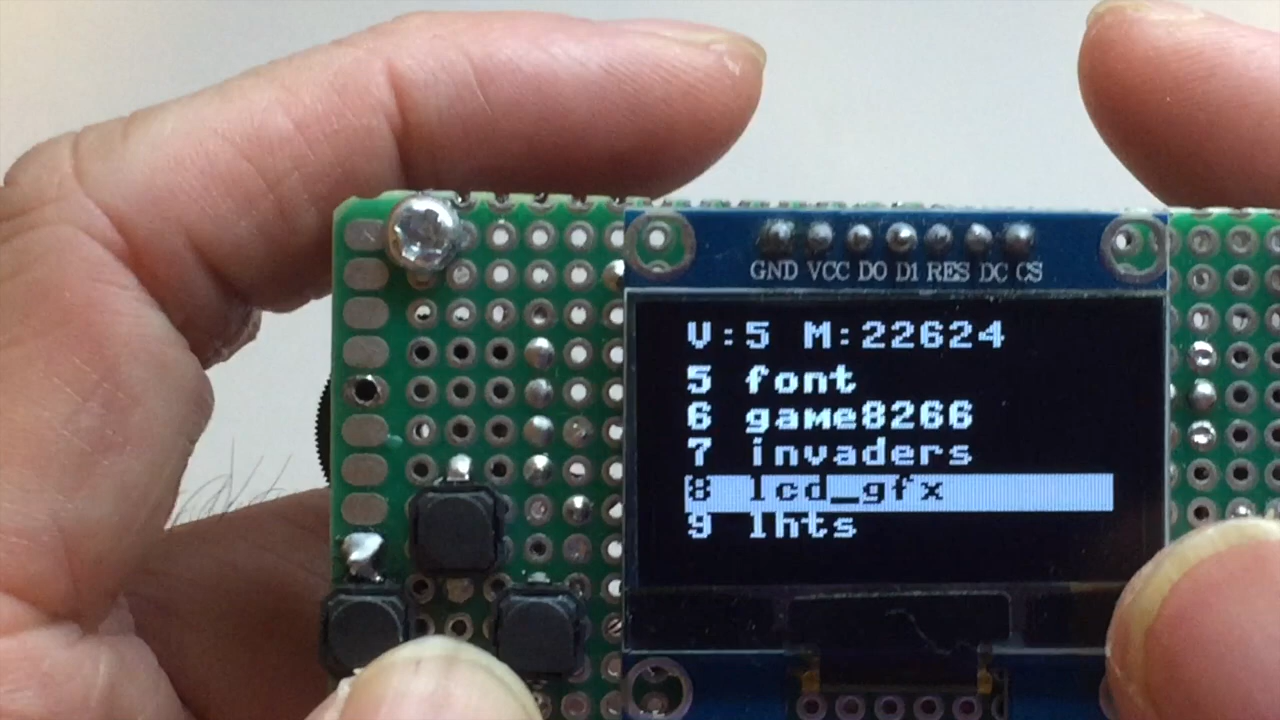 GND VCC D0 D1 RES DC CS
V:5 M:22624
5 font
6 game8266
7 invaders
8 lcd_gfx
9 lhts